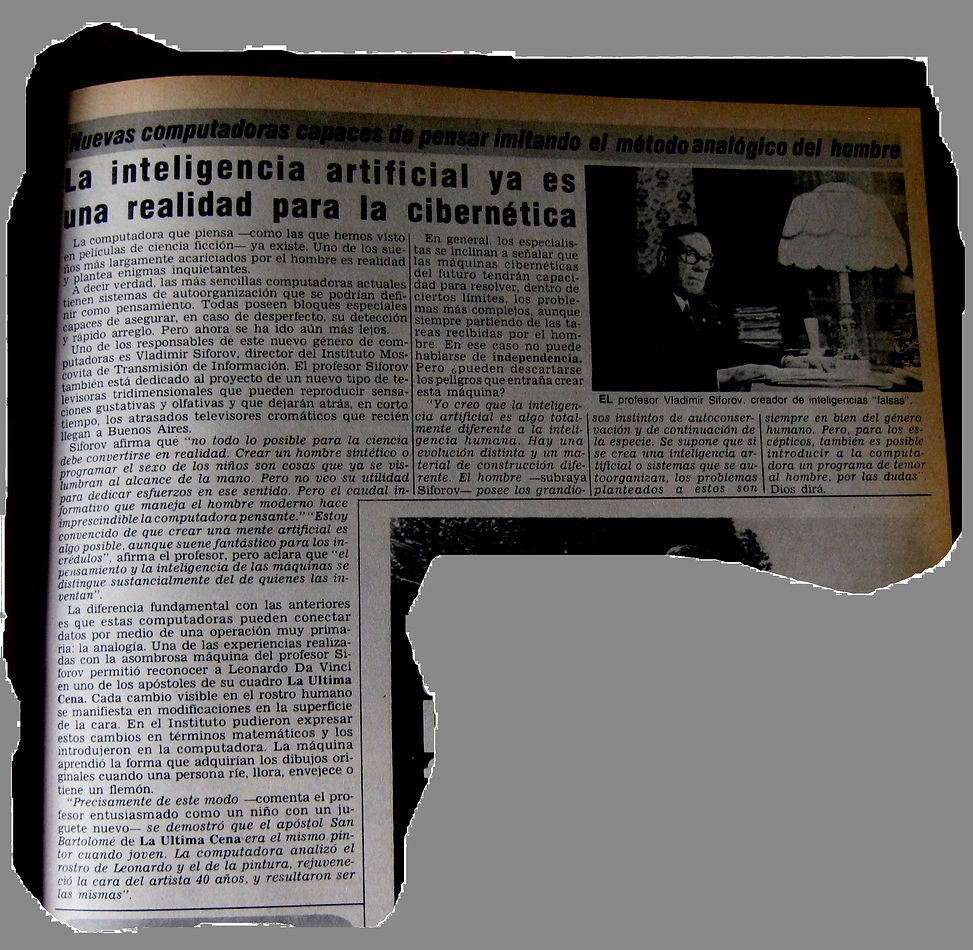 Nuevas computadoras capaces de pensar imitando el método analógico del hombre
La inteligencia artificial ya es
una realidad para la cibernética
La computadora que piensa —como las que hemos visto
en películas de ciencia ficción— ya existe. Uno de los sue-
ños más largamente acariciados por el hombre es realidad
y plantea enigmas inquietantes.
A decir verdad, las más sencillas computadoras actuales
tienen sistemas de autoorganización que se podrían defi-
nir como pensamiento. Todas poseen bloques especiales
capaces de asegurar, en caso de desperfecto, su detección
y rápido arreglo. Pero ahora se ha ido aún más lejos.
Uno de los responsables de este nuevo género de com-
putadoras es Vladimir Siforov, director del Instituto Mos-
covita de Transmisión de Información. El profesor Siforov
también está dedicado al proyecto de un nuevo tipo de te-
levisoras tridimensionales que pueden reproducir sensa-
ciones gustativas y olfativas y que dejarán atrás, en corto
tiempo, los atrasados televisores cromáticos que recién
llegan a Buenos Aires.
Siforov afirma que "no todo lo posible para la ciencia
debe convertirse en realidad. Crear un hombre sintético o
programar el sexo de los niños son cosas que ya se vis-
lumbran al alcance de la mano. Pero no veo su utilidad
para dedicar esfuerzos en ese sentido. Pero el caudal in-
formativo que maneja el hombre moderno hace
imprescindible la computadora pensante." "Estoy
convencido de que crear una mente artificial es
algo posible, aunque suene fantástico para los in-
crédulos", afirma el profesor, pero aclara que "el
pensamiento y la inteligencia de las máquinas se
distingue sustancialmente del de quienes las in-
ventan".
La diferencia fundamental con las anteriores
es que estas computadoras pueden conectar
datos por medio de una operación muy prima-
ria: la analogía. Una de las experiencias realiza-
das con la asombrosa máquina del profesor Si-
forov permitió reconocer a Leonardo Da Vinci
en uno de los apóstoles de su cuadro La Ultima
Cena. Cada cambio visible en el rostro humano
se manifiesta en modificaciones en la superficie
de la cara. En el Instituto pudieron expresar
estos cambios en términos matemáticos y los
introdujeron en la computadora. La máquina
aprendió la forma que adquirían los dibujos ori-
ginales cuando una persona ríe, llora, envejece o
tiene un flemón.
"Precisamente de este modo —comenta el pro-
fesor entusiasmado como un niño con un ju-
guete nuevo— se demostró que el apóstol San
Bartolomé de La Ultima Cena era el mismo pin-
tor cuando joven. La computadora analizó el
rostro de Leonardo y el de la pintura, rejuvene-
ció la cara del artista 40 años, y resultaron ser
las mismas".
En general, los especialis-
tas se inclinan a señalar que
las máquinas cibernéticas
del futuro tendrán capaci-
dad para resolver, dentro de
ciertos límites, los proble-
mas más complejos, aunque
siempre partiendo de las ta-
reas recibidas por el hom-
bre. En ese caso no puede
hablarse de independencia.
Pero ¿pueden descartarse
los peligros que entraña crear
esta máquina?
"Yo creo que la inteligen-
cia artificial es algo total-
mente diferente a la inteli-
gencia humana. Hay una
evolución distinta y un ma-
terial de construcción dife-
rente. El hombre —subraya
Siforov— posee los grandio-
EL profesor Vladimir Siforov, creador de inteligencias "falsas".
sos instintos de autoconser-
vación y de continuación de
la especie. Se supone que si
se crea una inteligencia ar-
tificial o sistemas que se au-
toorganizan, los problemas
planteados a estos son
siempre en bien del género
humano. Pero, para los es-
cépticos, también es posible
introducir a la computa-
dora un programa de temor
al hombre, por las dudas".
Dios dirá.